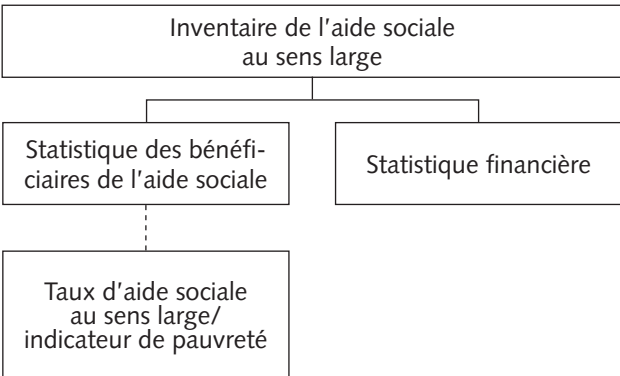 Inventaire de l'aide sociale
au sens large
Statistique des bénéfi-
ciaires de l'aide sociale
Statistique financière
Taux d'aide sociale
au sens large/
indicateur de pauvreté